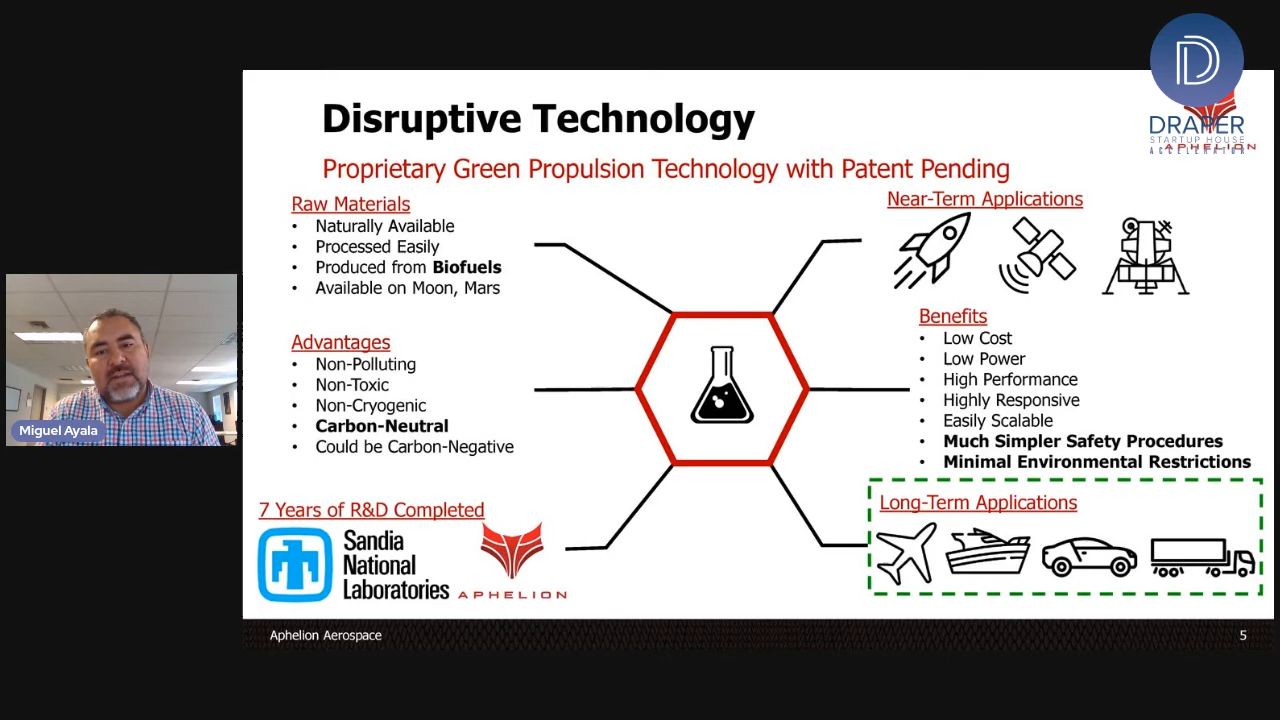 Disruptive Technology
Proprietary Green Propulsion Technology with Patent Pending
Raw Materials
• Naturally Available
• Processed Easily
• Produced from Biofuels
• Available on Moon, Mars
Advantages
• Non-Polluting
• Non-Toxic
• Non-Cryogenic
• Carbon-Neutral
• Could be Carbon-Negative
7 Years of R&D Completed
Sandia
National
Laboratories
APHELION
Near-Term Applications
Benefits
• Low Cost
• Low Power
• High Performance
• Highly Responsive
• Easily Scalable
• Much Simpler Safety Procedures
• Minimal Environmental Restrictions
Long-Term Applications
Aphelion Aerospace
5
Miguel Ayala
D
DRAPER
STARTUP HOUSE
ACCELERATOR
APHELION